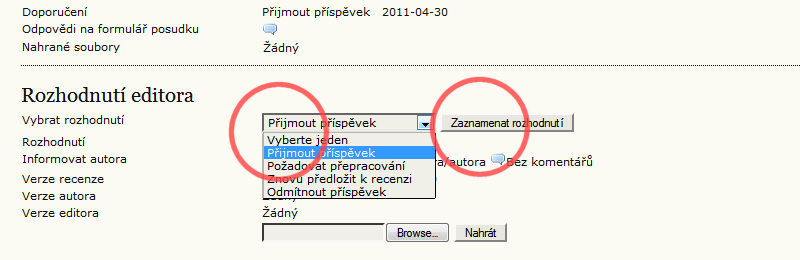 Doporučení Přijmout příspěvek 2011-04-30
Odpovědi na formulář posudku
Nahrané soubory Žádný
Rozhodnutí editora
Vybrat rozhodnutí Přijmout příspěvek Zaznamenat rozhodnutí
Vyberte jeden
Rozhodnutí Přijmout příspěvek
Informovat autora /autora Bez komentářů
Požadovat přepracování
Verze recenze Znovu předložit k recenzi
Verze autora Odmítnout příspěvek
Verze editora Žádný
Browse... Nahrát